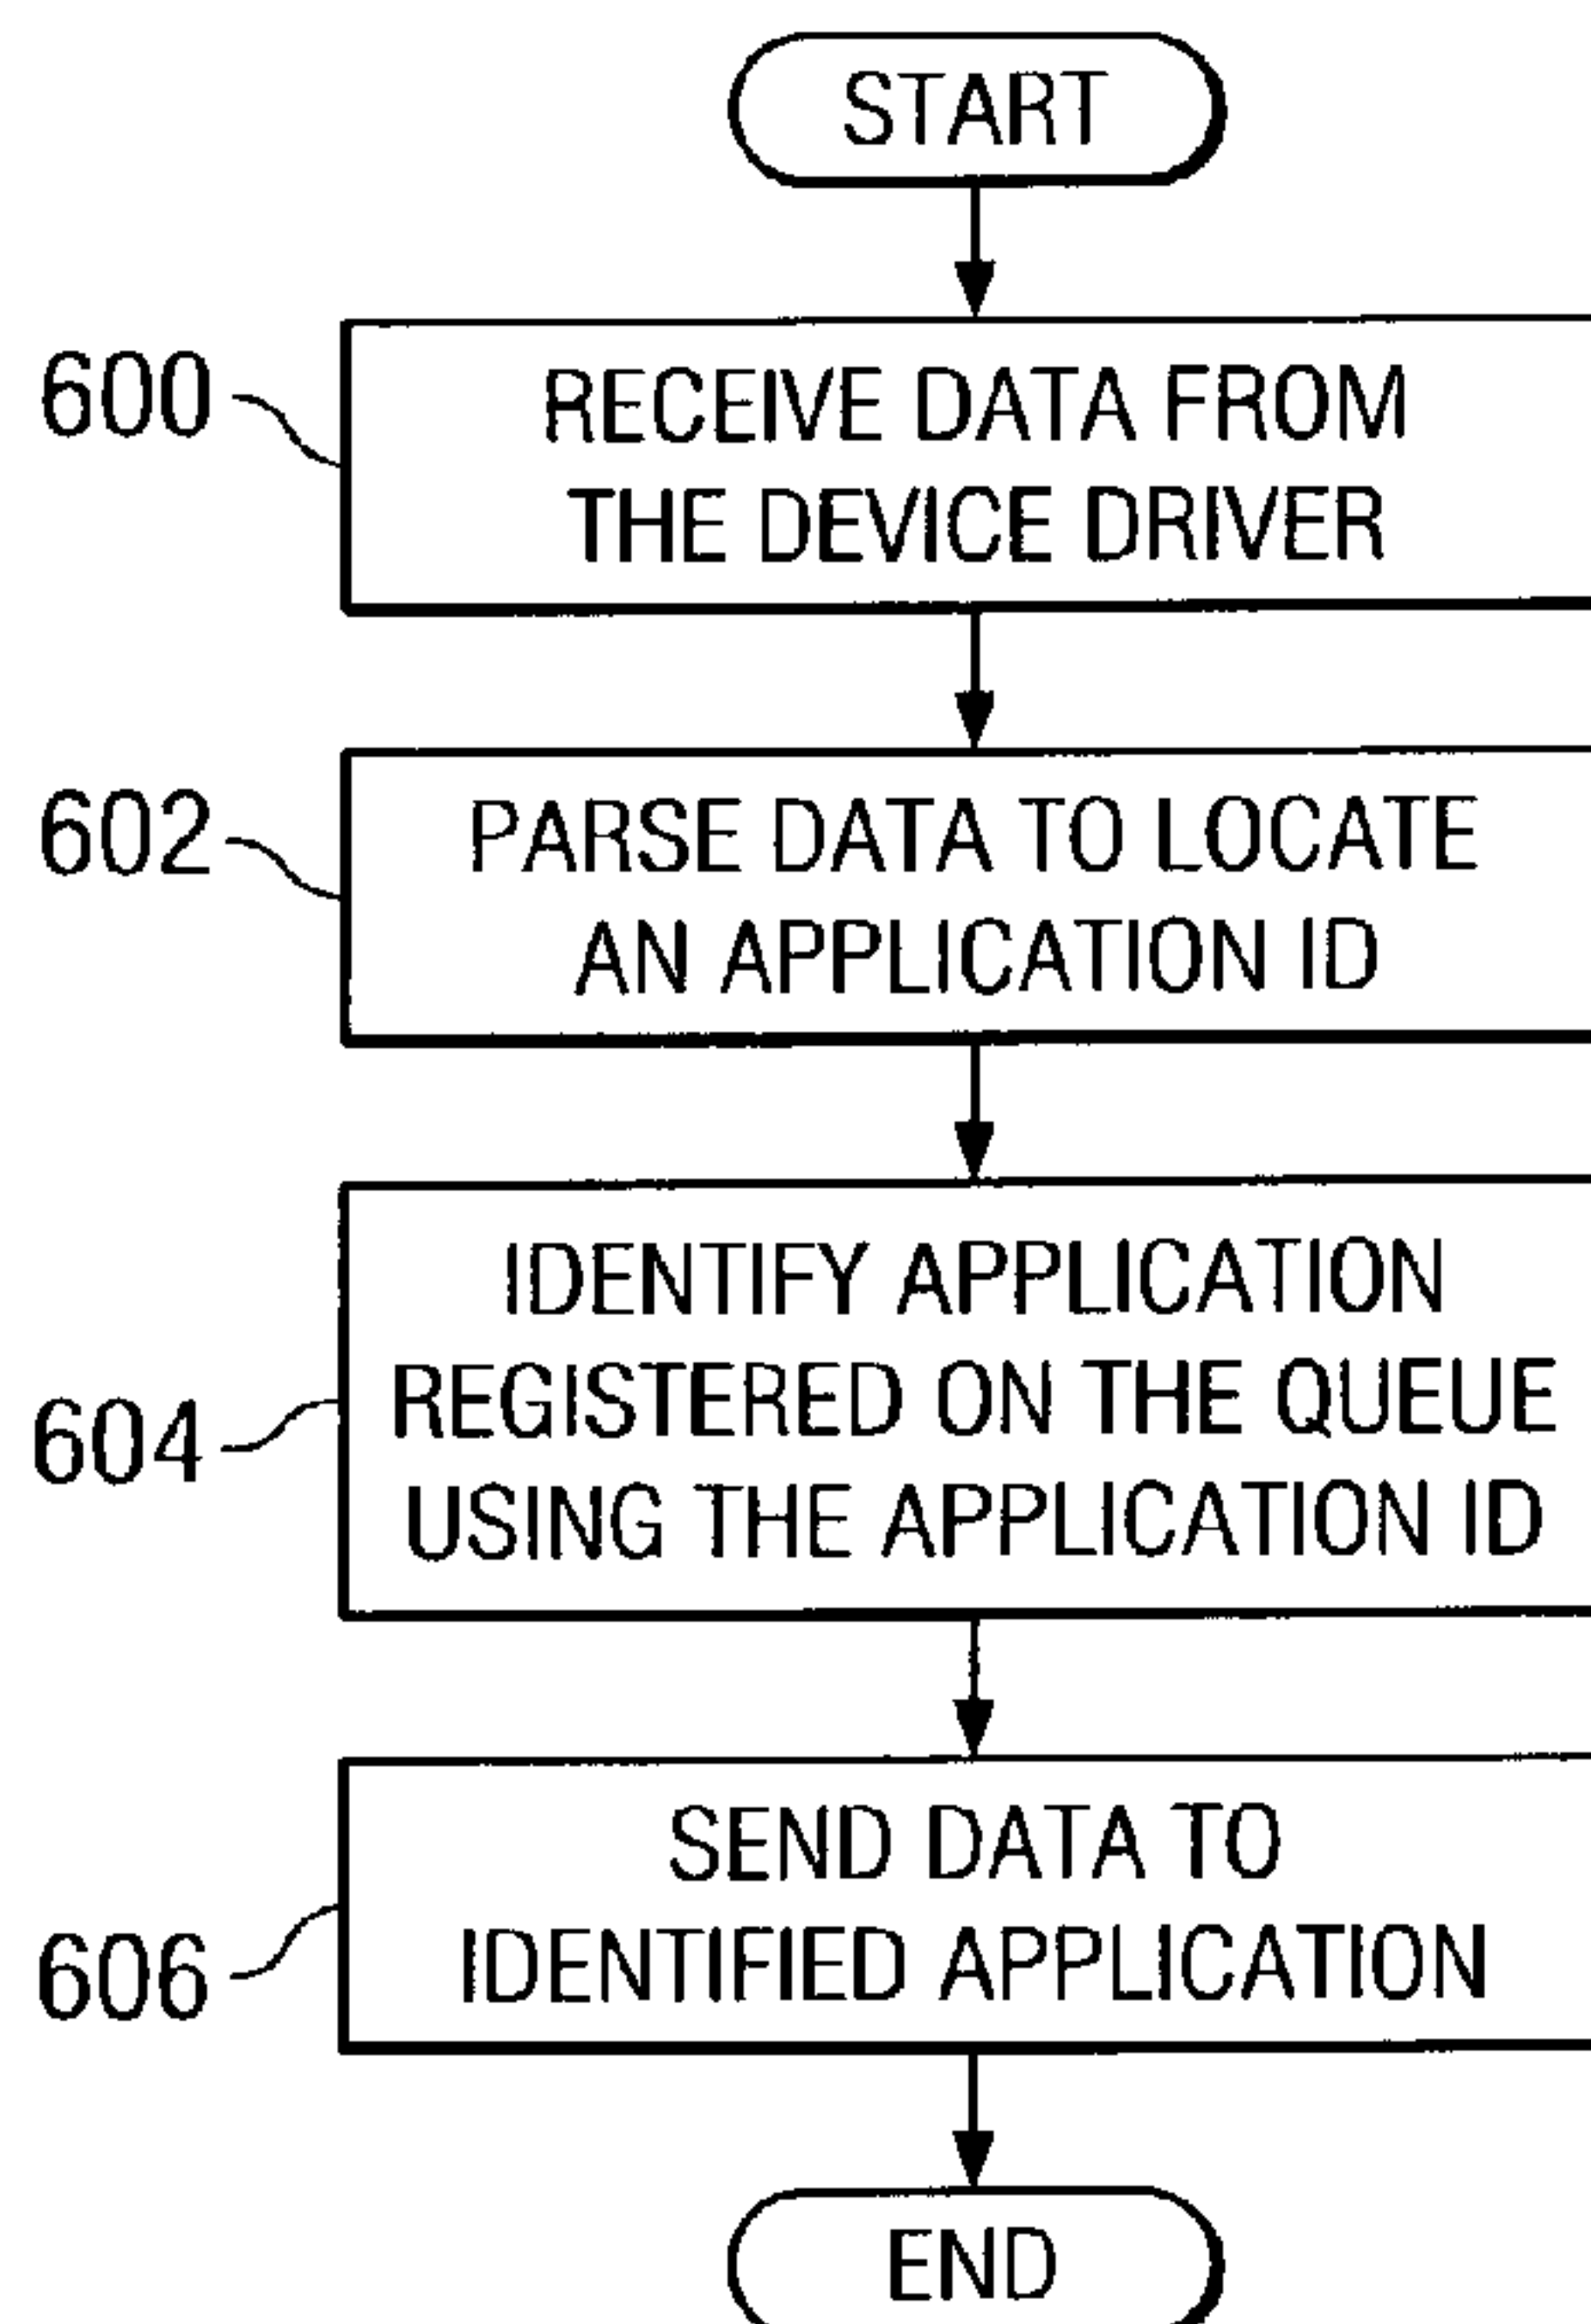 START
600
RECEIVE DATA FROM
THE DEVICE DRIVER
602
PARSE DATA TO LOCATE
AN APPLICATION ID
604
IDENTIFY APPLICATION
REGISTERED ON THE QUEUE
USING THE APPLICATION ID
606
SEND DATA TO
IDENTIFIED APPLICATION
END